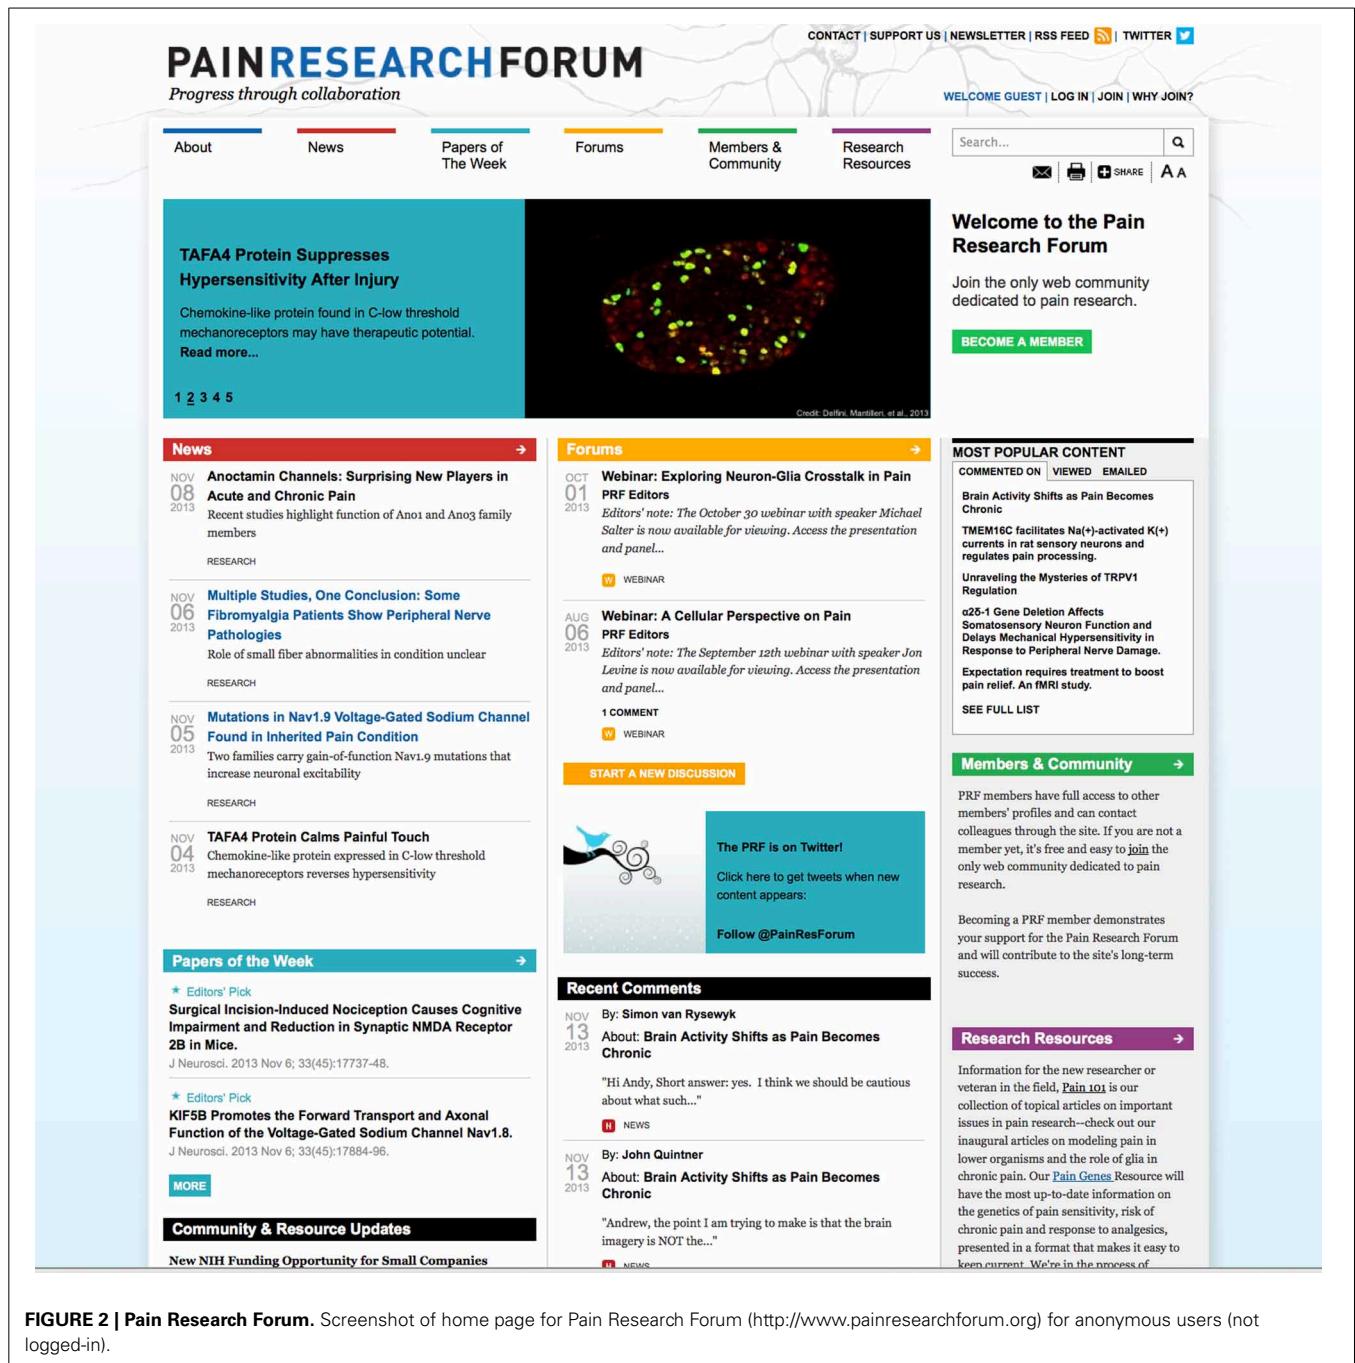 CONTACT | SUPPORT US | NEWSLETTER | RSS FEED | TWITTER
PAINRESEARCHFORUM
Progress through collaboration
WELCOME GUEST | LOG IN | JOIN | WHY JOIN?
About
News
Papers of
The Week
Forums
Members &
Community
Research
Resources
Search...
SHARE
A A
TAFA4 Protein Suppresses
Hypersensitivity After Injury
Chemokine-like protein found in C-low threshold
mechanoreceptors may have therapeutic potential.
Read more...
1 2 3 4 5
Credit: Delfini, Mantilleri, et al., 2013
Welcome to the Pain
Research Forum
Join the only web community
dedicated to pain research.
BECOME A MEMBER
News
NOV
08
2013
Anoctamin Channels: Surprising New Players in
Acute and Chronic Pain
Recent studies highlight function of Ano1 and Ano3 family
members
RESEARCH
NOV
06
2013
Multiple Studies, One Conclusion: Some
Fibromyalgia Patients Show Peripheral Nerve
Pathologies
Role of small fiber abnormalities in condition unclear
RESEARCH
NOV
05
2013
Mutations in Nav1.9 Voltage-Gated Sodium Channel
Found in Inherited Pain Condition
Two families carry gain-of-function Nav1.9 mutations that
increase neuronal excitability
RESEARCH
NOV
04
2013
TAFA4 Protein Calms Painful Touch
Chemokine-like protein expressed in C-low threshold
mechanoreceptors reverses hypersensitivity
RESEARCH
Papers of the Week
Editors' Pick
Surgical Incision-Induced Nociception Causes Cognitive
Impairment and Reduction in Synaptic NMDA Receptor
2B in Mice.
J Neurosci. 2013 Nov 6; 33(45):17737-48.
Editors' Pick
KIF5B Promotes the Forward Transport and Axonal
Function of the Voltage-Gated Sodium Channel Nav1.8.
J Neurosci. 2013 Nov 6; 33(45):17884-96.
MORE
Community & Resource Updates
New NIH Funding Opportunity for Small Companies
Forums
OCT
01
2013
Webinar: Exploring Neuron-Glia Crosstalk in Pain
PRF Editors
Editors' note: The October 30 webinar with speaker Michael
Salter is now available for viewing. Access the presentation
and panel...
W WEBINAR
AUG
06
2013
Webinar: A Cellular Perspective on Pain
PRF Editors
Editors' note: The September 12th webinar with speaker Jon
Levine is now available for viewing. Access the presentation
and panel...
1 COMMENT
W WEBINAR
START A NEW DISCUSSION
The PRF is on Twitter!
Click here to get tweets when new
content appears:
Follow @PainResForum
Recent Comments
NOV
13
2013
By: Simon van Rysewyk
About: Brain Activity Shifts as Pain Becomes
Chronic
"Hi Andy, Short answer: yes. I think we should be cautious
about what such..."
N NEWS
NOV
13
2013
By: John Quintner
About: Brain Activity Shifts as Pain Becomes
Chronic
"Andrew, the point I am trying to make is that the brain
imagery is NOT the..."
N NEWS
MOST POPULAR CONTENT
COMMENTED ON VIEWED EMAILED
Brain Activity Shifts as Pain Becomes
Chronic
TMEM16C facilitates Na(+)-activated K(+)
currents in rat sensory neurons and
regulates pain processing.
Unraveling the Mysteries of TRPV1
Regulation
α2δ-1 Gene Deletion Affects
Somatosensory Neuron Function and
Delays Mechanical Hypersensitivity in
Response to Peripheral Nerve Damage.
Expectation requires treatment to boost
pain relief. An fMRI study.
SEE FULL LIST
Members & Community
PRF members have full access to other
members' profiles and can contact
colleagues through the site. If you are not a
member yet, it's free and easy to join the
only web community dedicated to pain
research.
Becoming a PRF member demonstrates
your support for the Pain Research Forum
and will contribute to the site's long-term
success.
Research Resources
Information for the new researcher or
veteran in the field, Pain 101 is our
collection of topical articles on important
issues in pain research--check out our
inaugural articles on modeling pain in
lower organisms and the role of glia in
chronic pain. Our Pain Genes Resource will
have the most up-to-date information on
the genetics of pain sensitivity, risk of
chronic pain and response to analgesics,
presented in a format that makes it easy to
keep current. We're in the process of
FIGURE 2 | Pain Research Forum. Screenshot of home page for Pain Research Forum (http://www.painresearchforum.org) for anonymous users (not
logged-in).